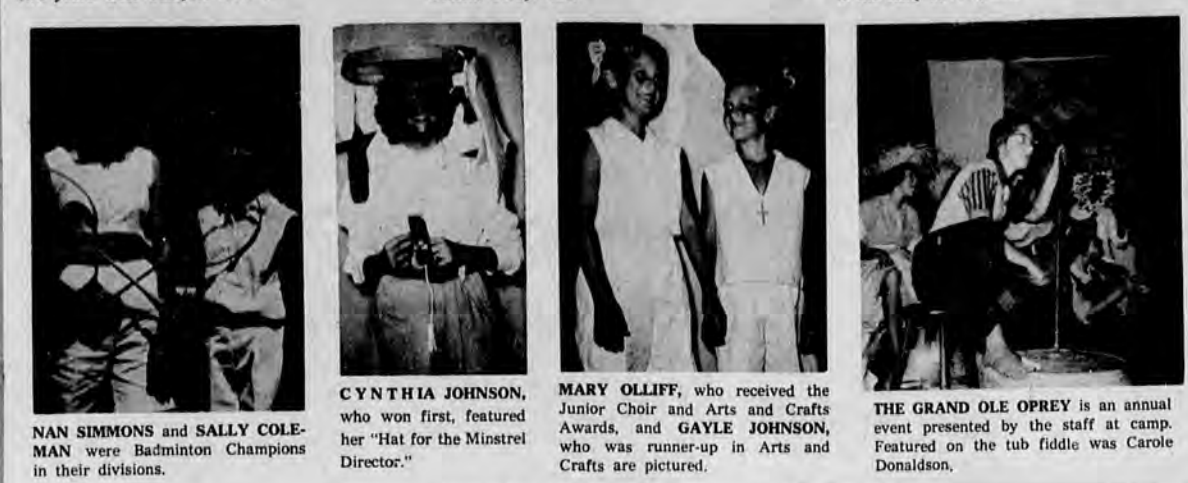 NAN SIMMONS and SALLY COLE-
MAN were Badminton Champions
in their divisions.
CYNTHIA JOHNSON,
who won first, featured
her "Hat for the Minstrel
Director."
MARY OLLIFF, who received the
Junior Choir and Arts and Crafts
Awards, and GAYLE JOHNSON,
who was runner-up in Arts and
Crafts are pictured.
THE GRAND OLE OPREY is an annual
event presented by the staff at camp.
Featured on the tub fiddle was Carole
Donaldson.